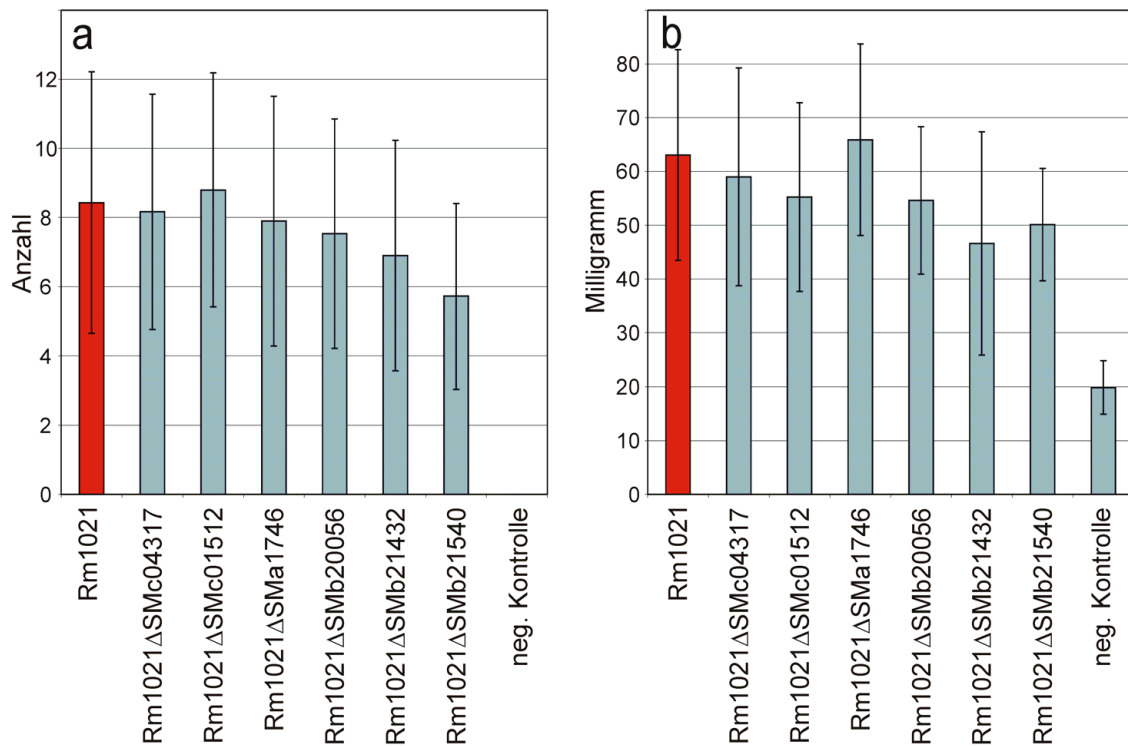 a
Anzahl
12
10
8
6
4
2
0
Rm1021
Rm1021ΔSMc04317
Rm1021ΔSMc01512
Rm1021ΔSMa1746
Rm1021ΔSMb20056
Rm1021ΔSMb21432
Rm1021ΔSMb21540
neg. Kontrolle
b
Milligramm
80
70
60
50
40
30
20
10
0
Rm1021
Rm1021ΔSMc04317
Rm1021ΔSMc01512
Rm1021ΔSMa1746
Rm1021ΔSMb20056
Rm1021ΔSMb21432
Rm1021ΔSMb21540
neg. Kontrolle